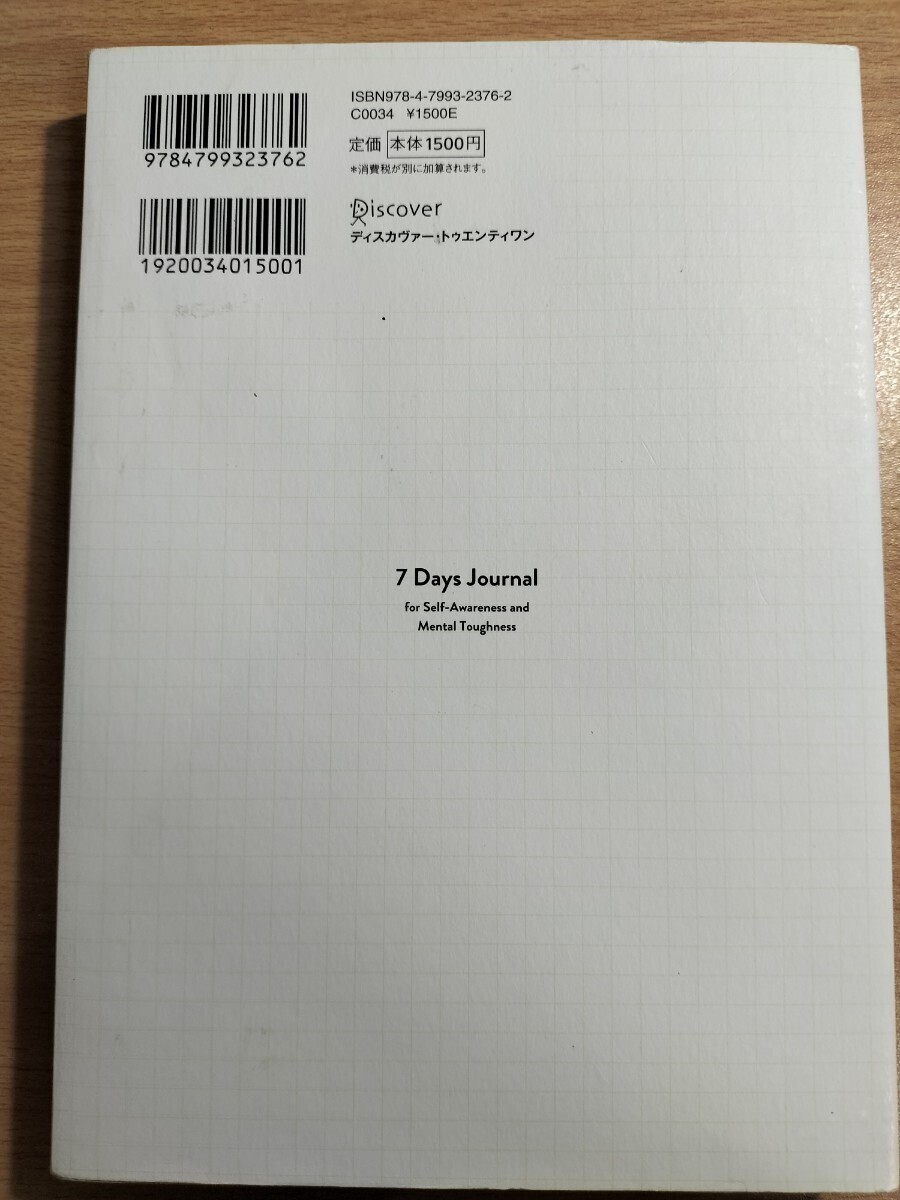 ISBN978-4-7993-2376-2
C0034 ¥1500E
9784799323762
定価 本体1500円
*消費税が別に加算されます。
Discover
ディスカヴァー・トゥエンティワン
1920034015001
7 Days Journal
for Self-Awareness and
Mental Toughness